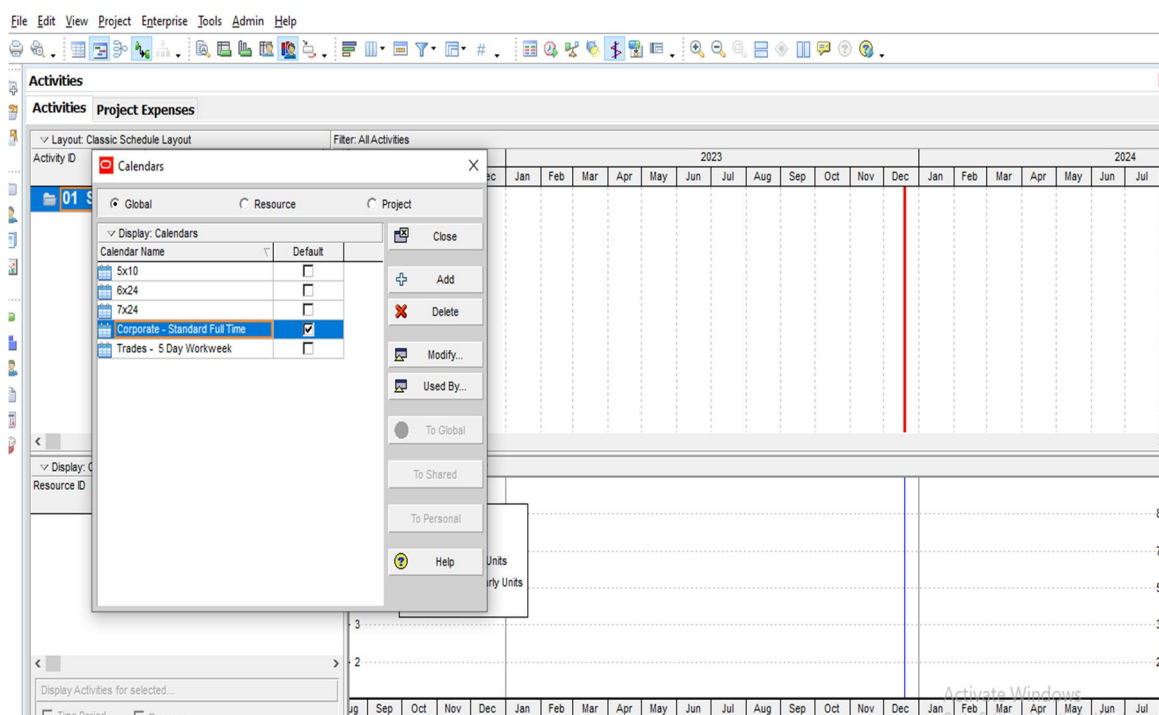 File Edit View Project Enterprise Tools Admin Help
Activities
Activities Project Expenses
Layout: Classic Schedule Layout Filter: All Activities
Activity ID
2023 2024
Jan Feb Mar Apr May Jun Jul Aug Sep Oct Nov Dec Jan Feb Mar Apr May Jun Jul
01
Calendars
Global Resource Project
Display: Calendars
Calendar Name Default
5x10
6x24
7x24
Corporate - Standard Full Time
Trades - 5 Day Workweek
Close
Add
Delete
Modify...
Used By...
To Global
To Shared
To Personal
Help
Display:
Resource ID
Units
Units
3
2
Display Activities for selected...
Sep Oct Nov Dec Jan Feb Mar Apr May Jun Jul Aug Sep Oct Nov Dec Jan Feb Mar Apr May Jun Jul
Activate Windows